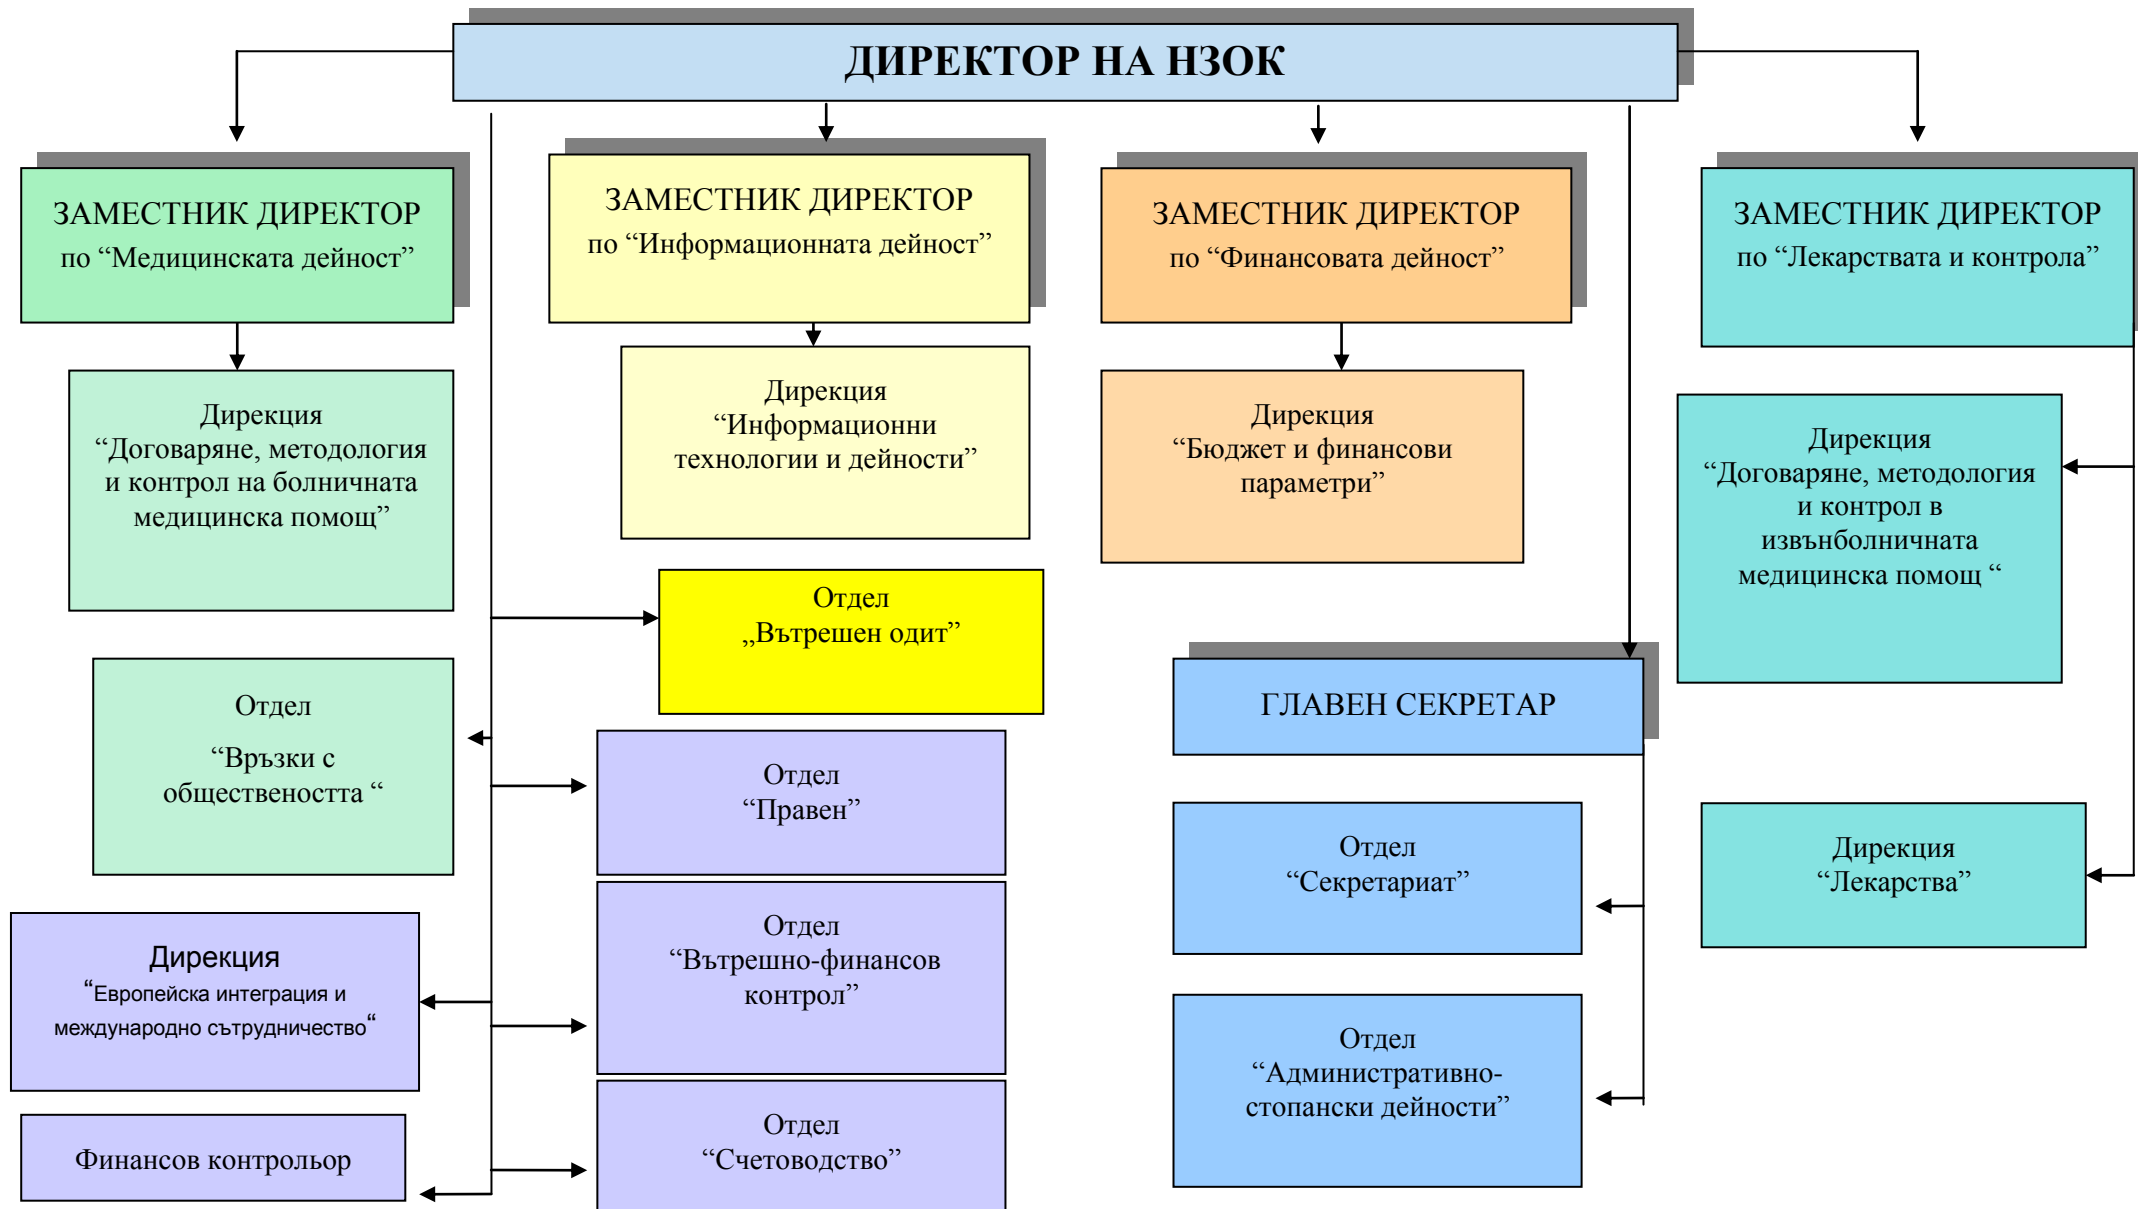 ДИРЕКТОР НА НЗОК
ЗАМЕСТНИК ДИРЕКТОР
по “Медицинската дейност”
ЗАМЕСТНИК ДИРЕКТОР
по “Информационната дейност”
ЗАМЕСТНИК ДИРЕКТОР
по “Финансовата дейност”
ЗАМЕСТНИК ДИРЕКТОР
по “Лекарствата и контрола”
Дирекция
“Договаряне, методология
и контрол на болничната
медицинска помощ”
Дирекция
“Информационни
технологии и дейности”
Дирекция
“Бюджет и финансови
параметри”
Дирекция
“Договаряне, методология
и контрол в
извънболничната
медицинска помощ “
Отдел
„Вътрешен одит”
Отдел
“Връзки с
обществеността “
ГЛАВЕН СЕКРЕТАР
Отдел
“Правен”
Отдел
“Секретариат”
Дирекция
“Лекарства”
Дирекция
“Европейска интеграция и
международно сътрудничество“
Отдел
“Вътрешно-финансов
контрол”
Отдел
“Административно-
стопански дейности”
Финансов контрольор
Отдел
“Счетоводство”